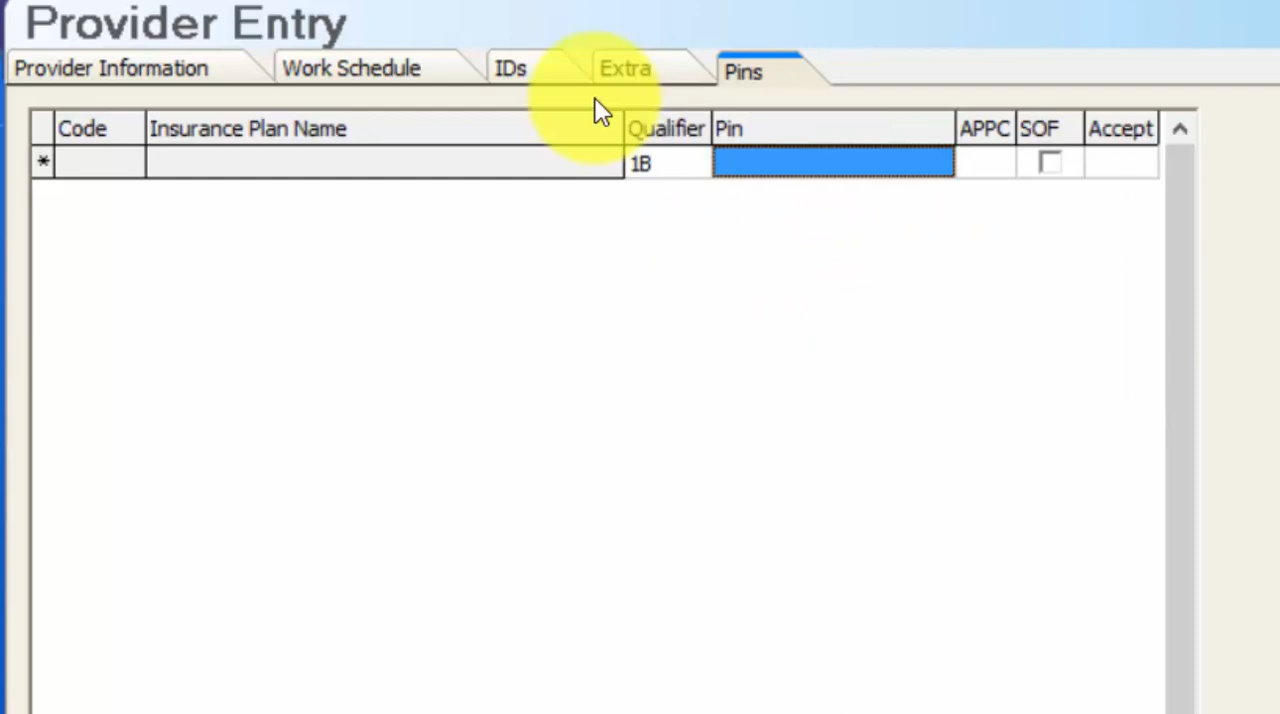 Provider Entry
Provider Information Work Schedule IDs Extra Pins
Code Insurance Plan Name Qualifier Pin APPC SOF Accept
* 1B